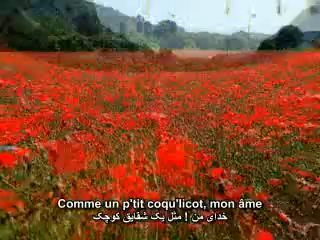 Comme un p'tit coqu'licot, mon âme
خدای من ! مثل یک شقایق کوچک